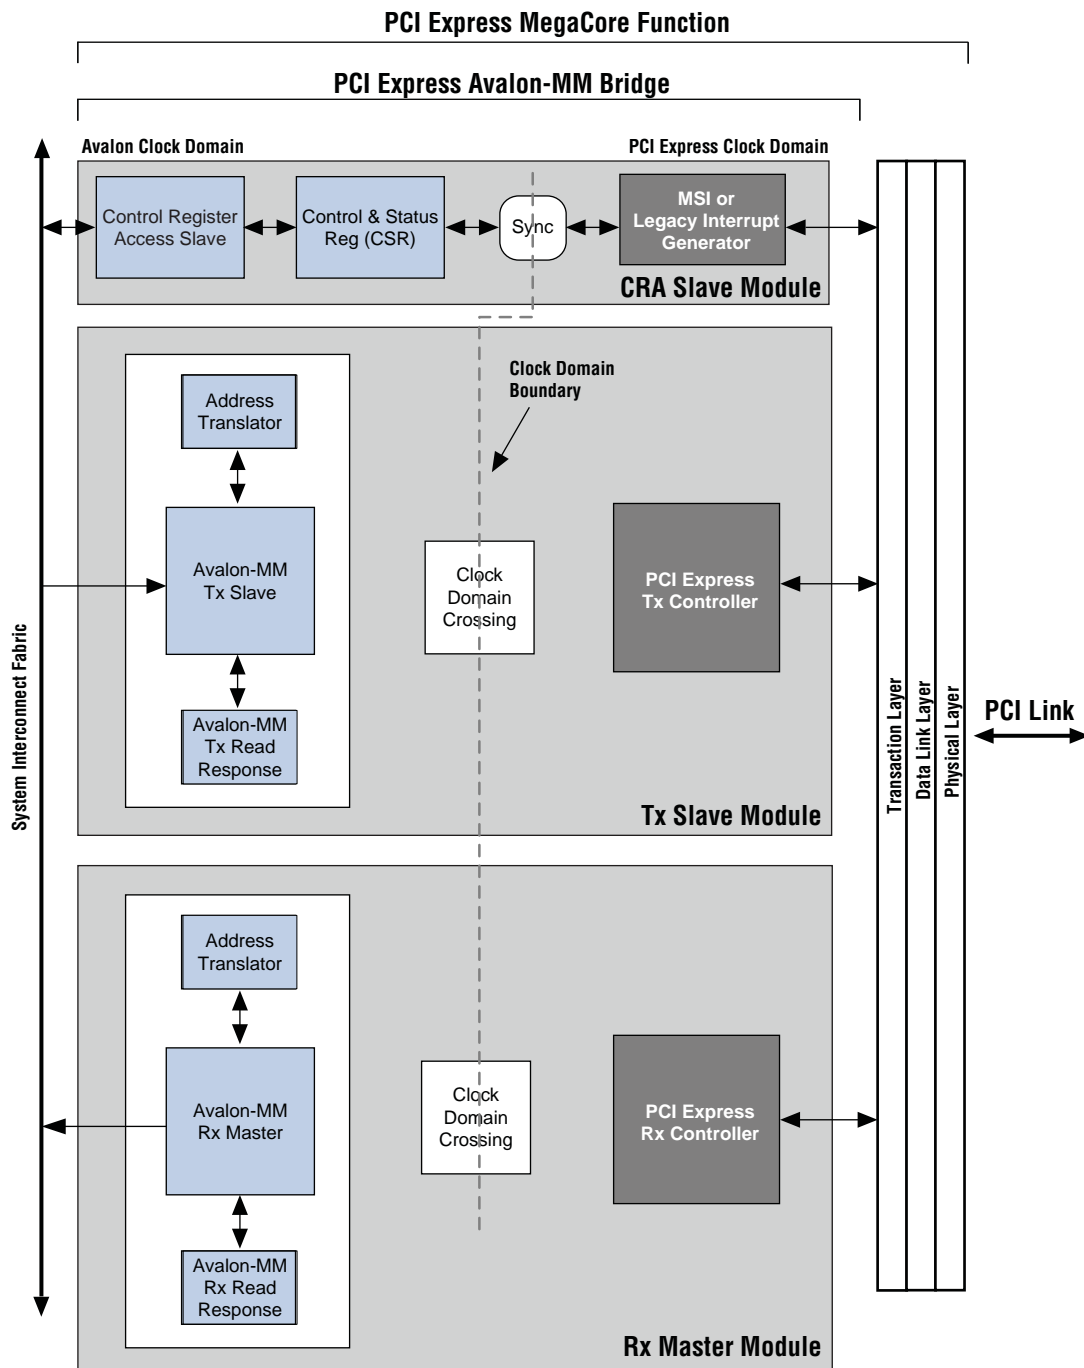 PCI Express MegaCore Function
PCI Express Avalon-MM Bridge
Avalon Clock Domain
PCI Express Clock Domain
Control Register
Access Slave
Control & Status
Reg (CSR)
Sync
MSI or
Legacy Interrupt
Generator
CRA Slave Module
Clock Domain
Boundary
Address
Translator
Avalon-MM
Tx Slave
Avalon-MM
Tx Read
Response
Clock
Domain
Crossing
PCI Express
Tx Controller
Tx Slave Module
System Interconnect Fabric
Transaction Layer
Data Link Layer
Physical Layer
PCI Link
Address
Translator
Avalon-MM
Rx Master
Avalon-MM
Rx Read
Response
Clock
Domain
Crossing
PCI Express
Rx Controller
Rx Master Module